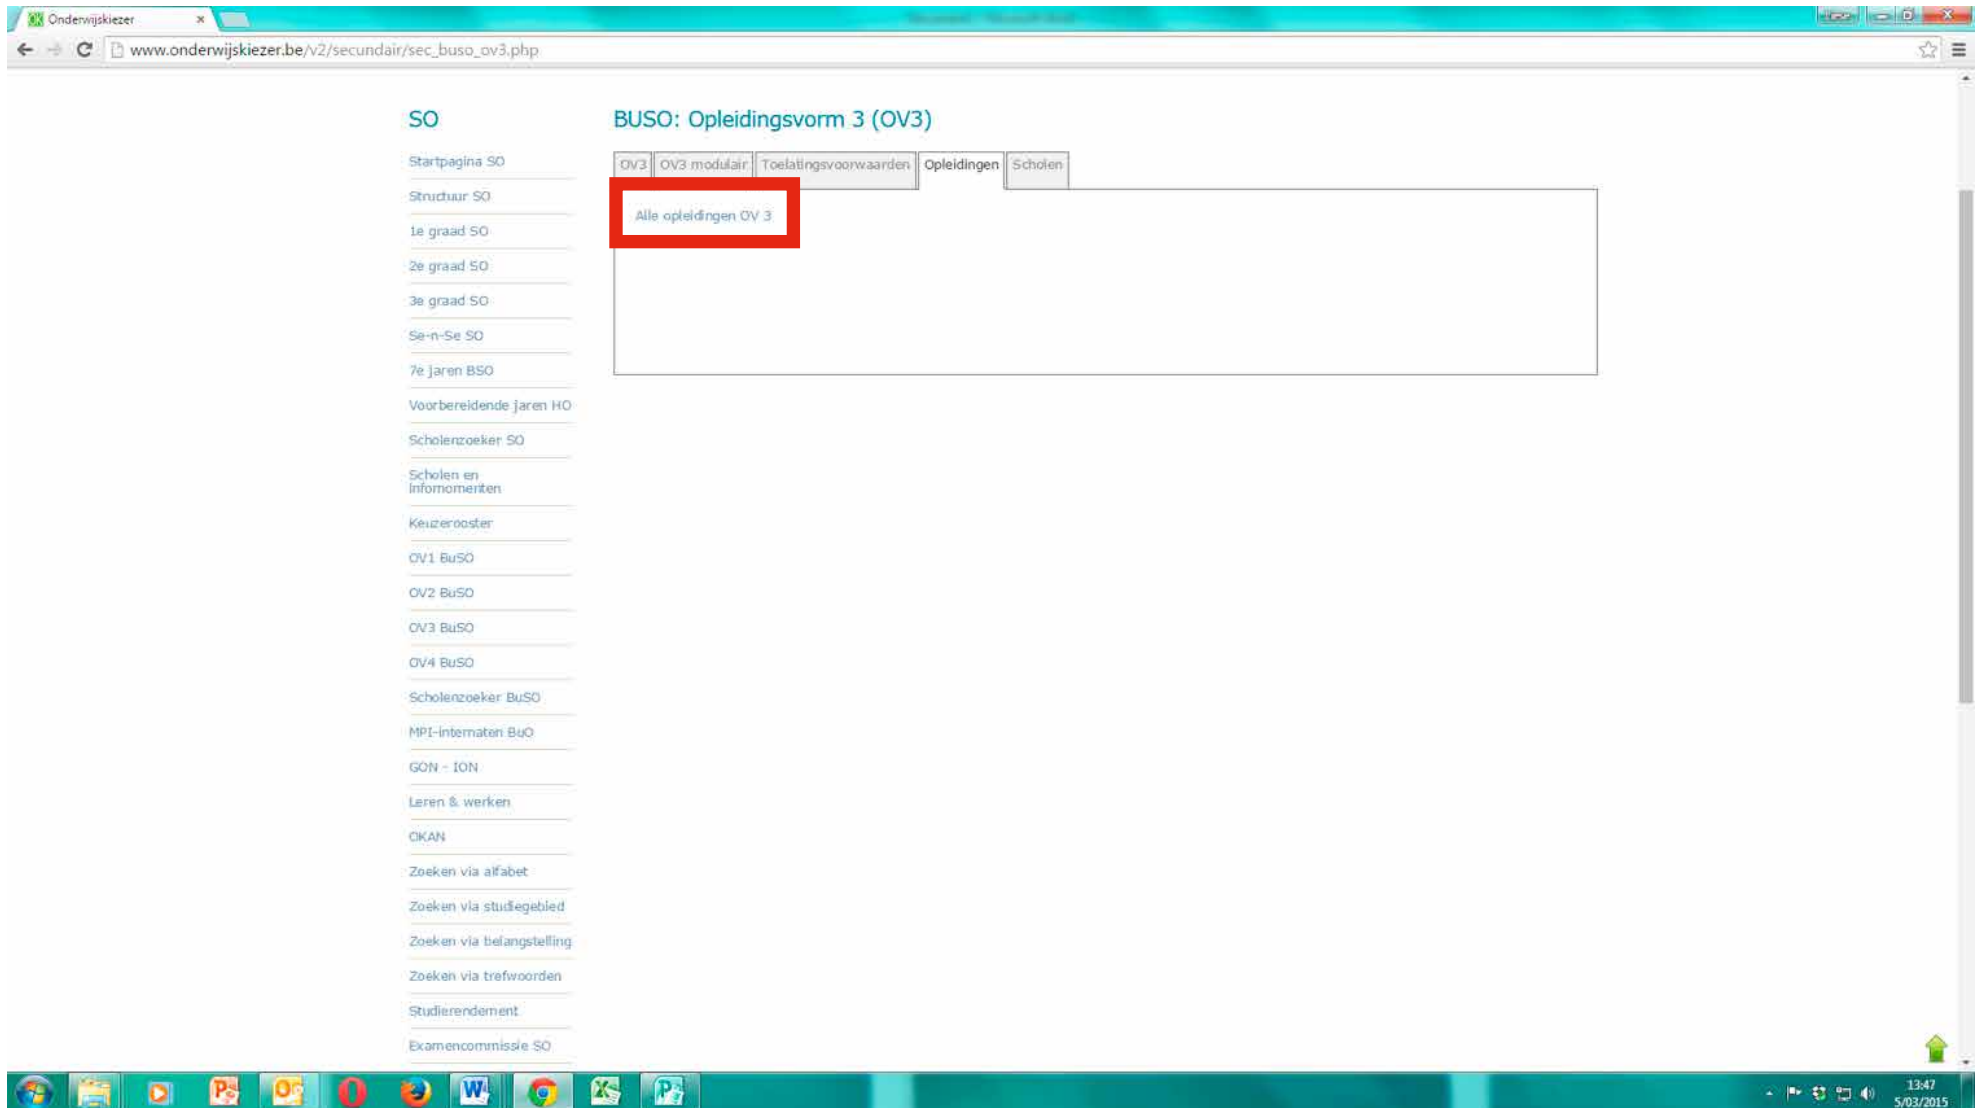 Onderwijskiezer
www.onderwijskiezer.be/v2/secundair/sec_buso_ov3.php
SO
Startpagina SO
Structuur SO
1e graad SO
2e graad SO
3e graad SO
Se-n-Se SO
7e jaren BSO
Voorbereidende jaren HO
Scholenzoeker SO
Scholen en
Infomomenten
Keuzerooster
OV1 BuSO
OV2 BuSO
OV3 BuSO
OV4 BuSO
Scholenzoeker BuSO
MPI-internaten BuO
GON - ION
Leren & werken
OKAN
Zoeken via alfabet
Zoeken via studiegebied
Zoeken via belangstelling
Zoeken via trefwoorden
Studierendement
Examencommissie SO
BUSO: Opleidingsvorm 3 (OV3)
OV3 OV3 modulair Toelatingsvoorwaarden Opleidingen Scholen
Alle opleidingen OV 3
13:47
5/03/2015